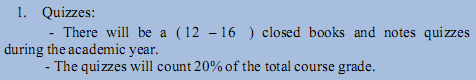 1. Quizzes:
- There will be a ( 12 – 16 ) closed books and notes quizzes
during the academic year.
- The quizzes will count 20% of the total course grade.